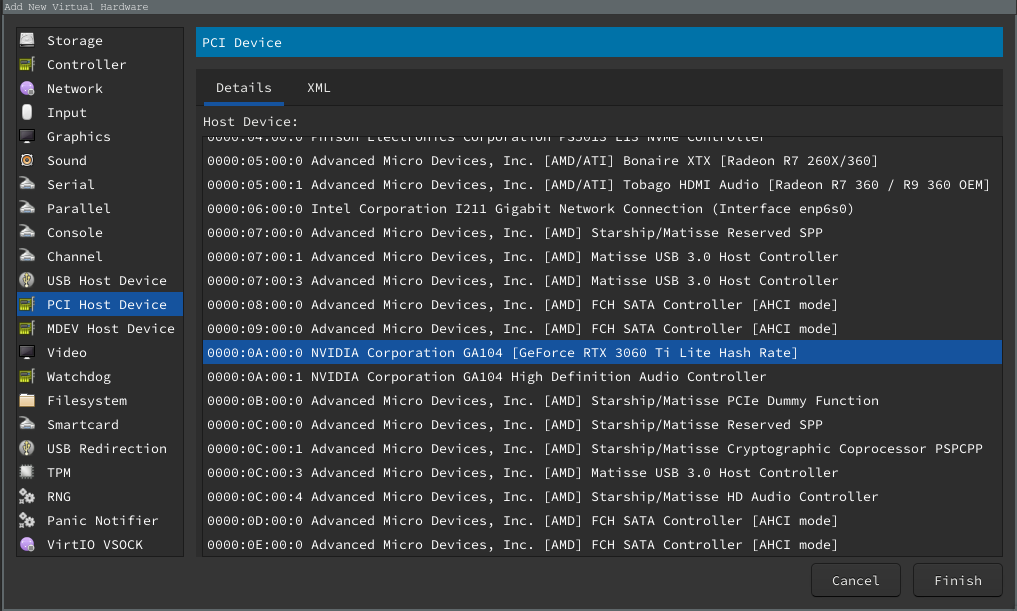 Add New Virtual Hardware
Storage
Controller
Network
Input
Graphics
Sound
Serial
Parallel
Console
Channel
USB Host Device
PCI Host Device
MDEV Host Device
Video
Watchdog
Filesystem
Smartcard
USB Redirection
TPM
RNG
Panic Notifier
VirtIO VSOCK
PCI Device
Details XML
Host Device:
0000:04:00:0 Phison Electronics Corporation PS5013 E13 NVMe Controller
0000:05:00:0 Advanced Micro Devices, Inc. [AMD/ATI] Bonaire XTX [Radeon R7 260X/360]
0000:05:00:1 Advanced Micro Devices, Inc. [AMD/ATI] Tobago HDMI Audio [Radeon R7 360 / R9 360 OEM]
0000:06:00:0 Intel Corporation I211 Gigabit Network Connection (Interface enp6s0)
0000:07:00:0 Advanced Micro Devices, Inc. [AMD] Starship/Matisse Reserved SPP
0000:07:00:1 Advanced Micro Devices, Inc. [AMD] Matisse USB 3.0 Host Controller
0000:07:00:3 Advanced Micro Devices, Inc. [AMD] Matisse USB 3.0 Host Controller
0000:08:00:0 Advanced Micro Devices, Inc. [AMD] FCH SATA Controller [AHCI mode]
0000:09:00:0 Advanced Micro Devices, Inc. [AMD] FCH SATA Controller [AHCI mode]
0000:0A:00:0 NVIDIA Corporation GA104 [GeForce RTX 3060 Ti Lite Hash Rate]
0000:0A:00:1 NVIDIA Corporation GA104 High Definition Audio Controller
0000:0B:00:0 Advanced Micro Devices, Inc. [AMD] Starship/Matisse PCIe Dummy Function
0000:0C:00:0 Advanced Micro Devices, Inc. [AMD] Starship/Matisse Reserved SPP
0000:0C:00:1 Advanced Micro Devices, Inc. [AMD] Starship/Matisse Cryptographic Coprocessor PSPCPP
0000:0C:00:3 Advanced Micro Devices, Inc. [AMD] Matisse USB 3.0 Host Controller
0000:0C:00:4 Advanced Micro Devices, Inc. [AMD] Starship/Matisse HD Audio Controller
0000:0D:00:0 Advanced Micro Devices, Inc. [AMD] FCH SATA Controller [AHCI mode]
0000:0E:00:0 Advanced Micro Devices, Inc. [AMD] FCH SATA Controller [AHCI mode]
Cancel Finish